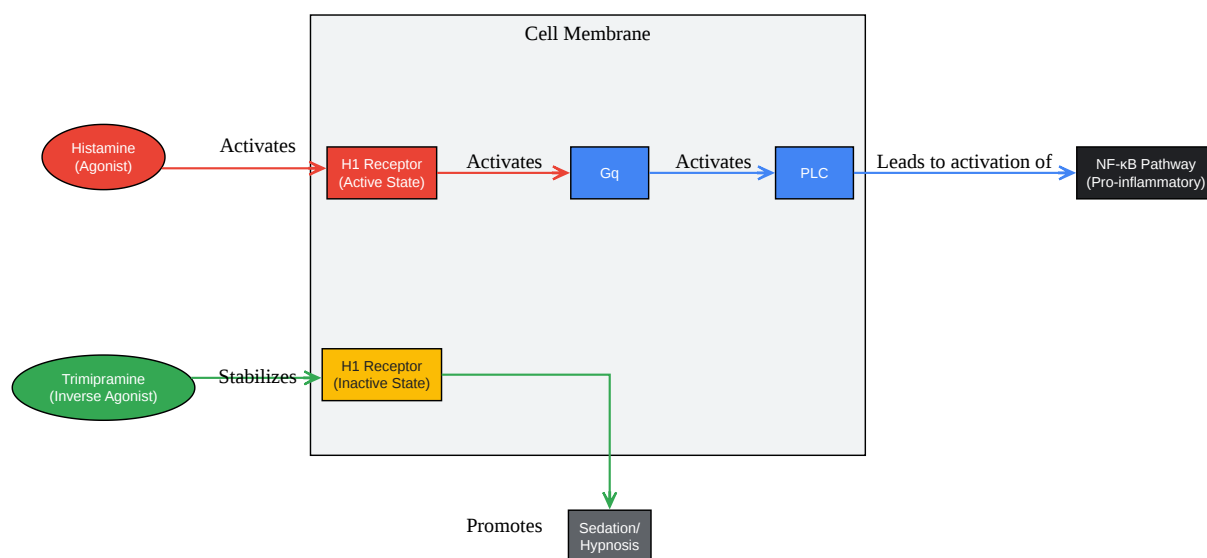 Cell Membrane
Histamine
(Agonist)
Activates
H1 Receptor
(Active State)
Activates
Gq
Activates
PLC
Leads to activation of
NF-κB Pathway
(Pro-inflammatory)
Trimipramine
(Inverse Agonist)
Stabilizes
H1 Receptor
(Inactive State)
Promotes
Sedation/
Hypnosis